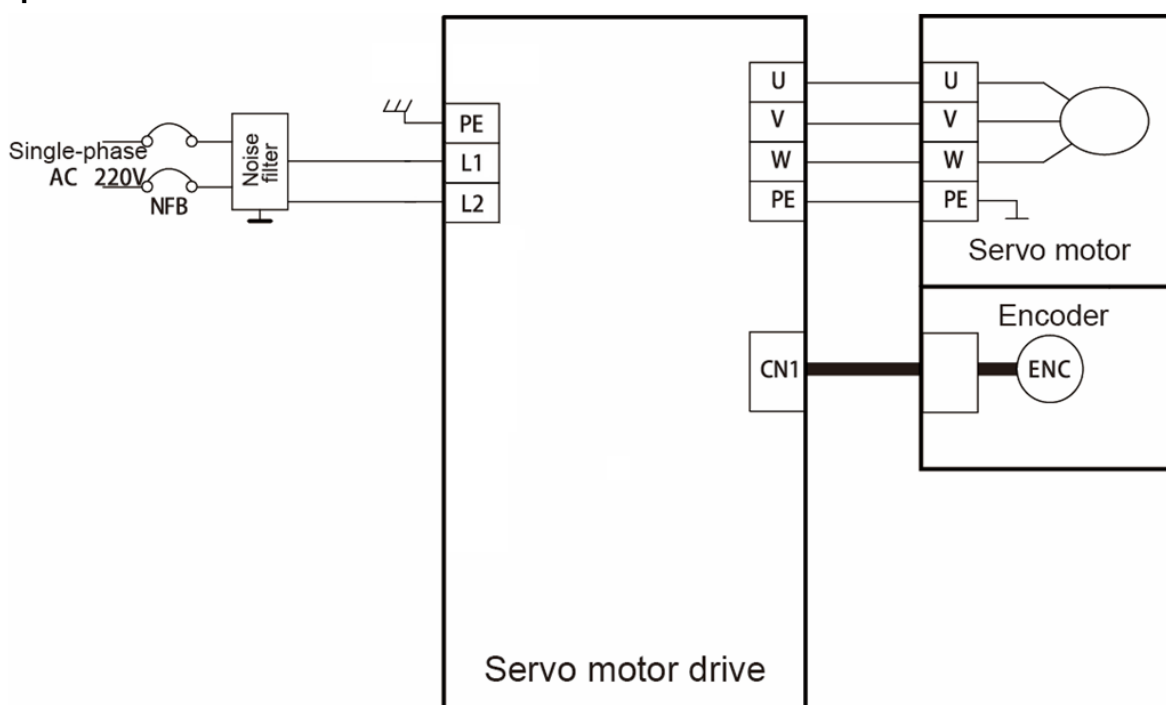 Single-phase
AC 220V
NFB
Noise
filter
PE
L1
L2
U
V
W
PE
CN1
Servo motor drive
U
V
W
PE
Servo motor
Encoder
ENC